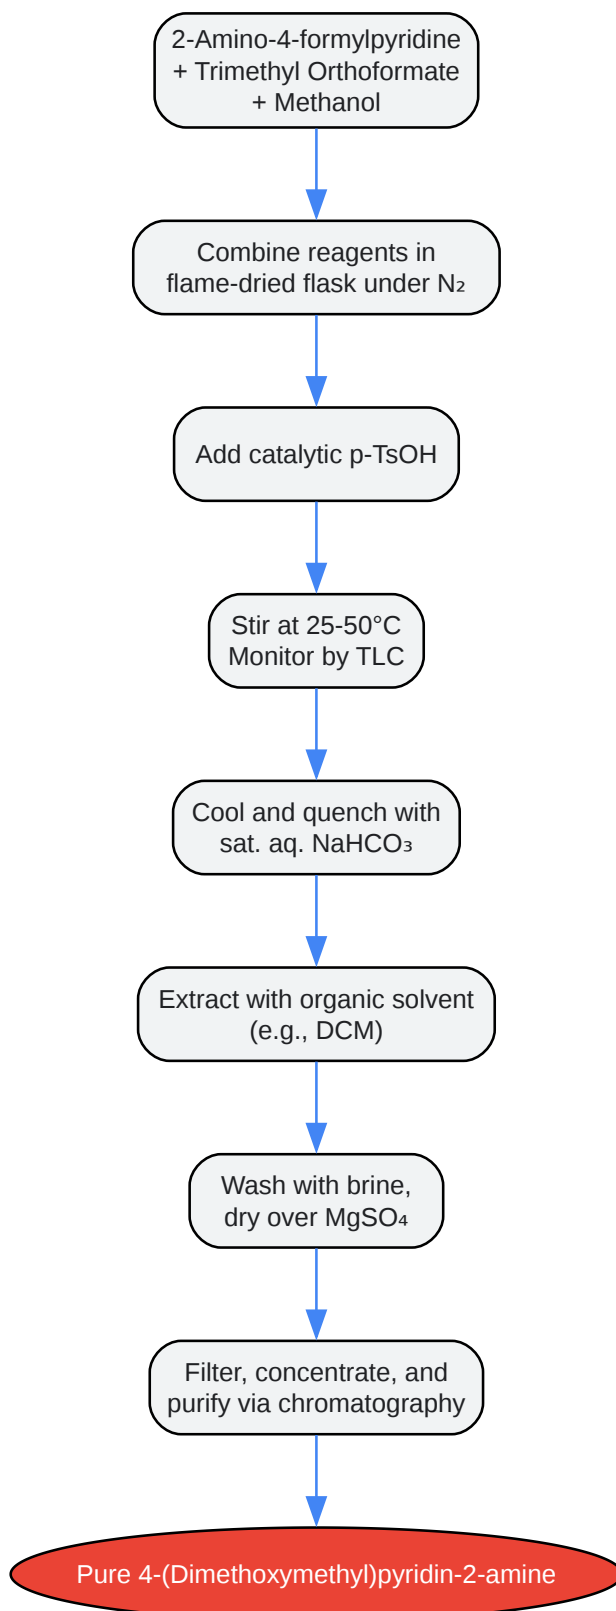 2-Amino-4-formylpyridine
+ Trimethyl Orthoformate
+ Methanol
Combine reagents in
flame-dried flask under N₂
Add catalytic p-TsOH
Stir at 25-50°C
Monitor by TLC
Cool and quench with
sat. aq. NaHCO₃
Extract with organic solvent
(e.g., DCM)
Wash with brine,
dry over MgSO₄
Filter, concentrate, and
purify via chromatography
Pure 4-(Dimethoxymethyl)pyridin-2-amine